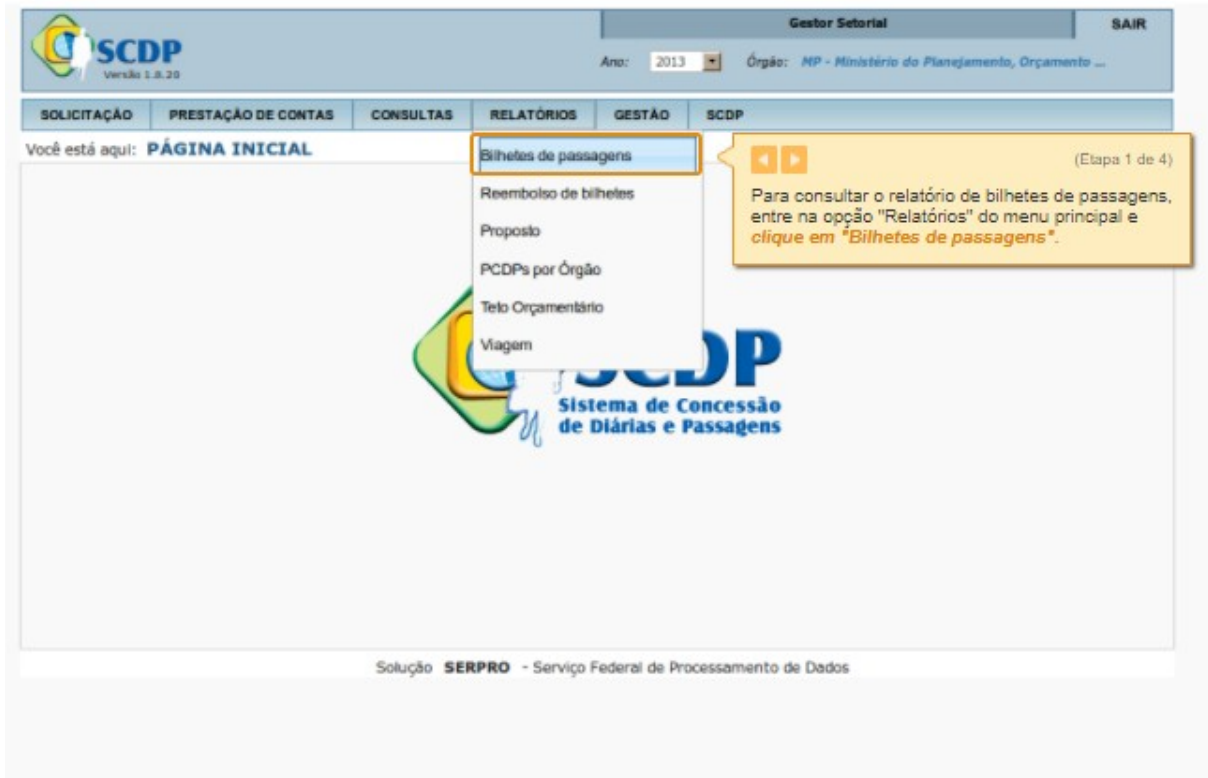 Gestor Setorial SAIR
SCDP
Versão 1.8.20
Ano: 2013 Órgão: MP - Ministério do Planejamento, Orçamento ...
SOLICITAÇÃO PRESTAÇÃO DE CONTAS CONSULTAS RELATÓRIOS GESTÃO SCDP
Você está aqui: PÁGINA INICIAL
Bilhetes de passagens
Reembolso de bilhetes
Proposto
PCDPs por Órgão
Teto Orçamentário
Viagem
(Etapa 1 de 4)
Para consultar o relatório de bilhetes de passagens,
entre na opção "Relatórios" do menu principal e
clique em "Bilhetes de passagens".
SCDP
Sistema de Concessão
de Diárias e Passagens
Solução SERPRO - Serviço Federal de Processamento de Dados